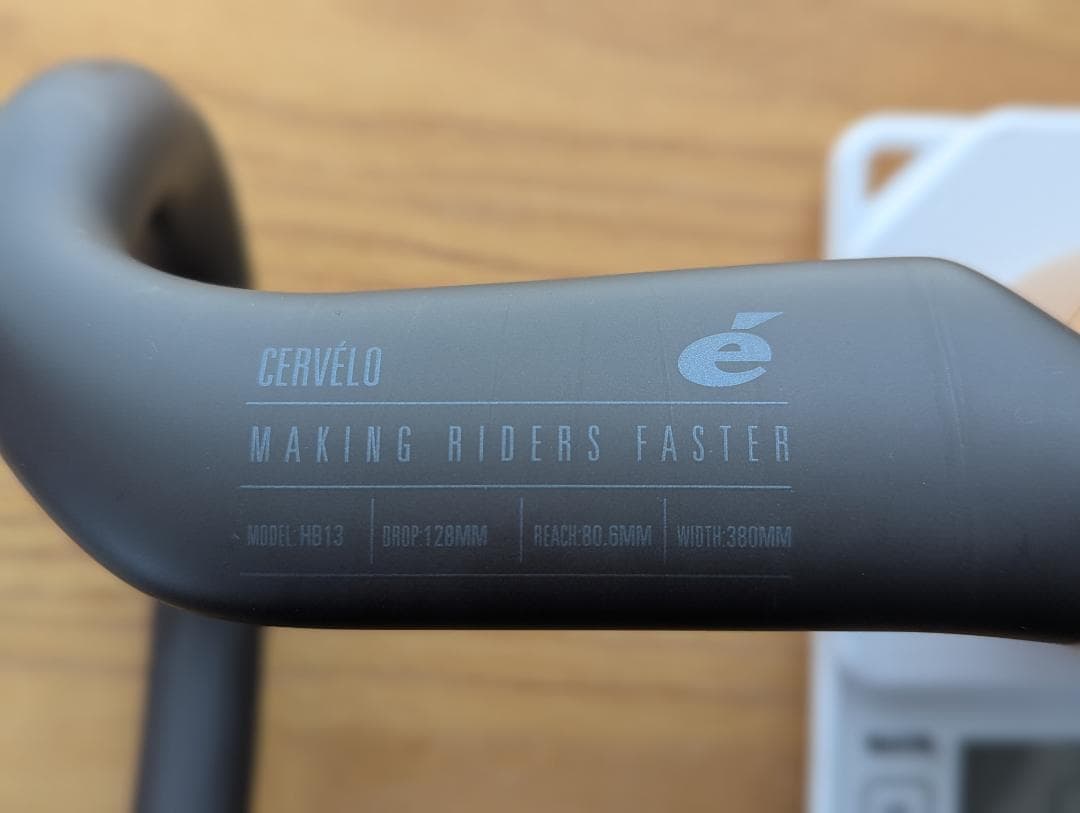 CERVÉLO é
MAKING RIDERS FASTER
MODEL:HB13 DROP:128MM REACH:80.6MM WIDTH:380MM